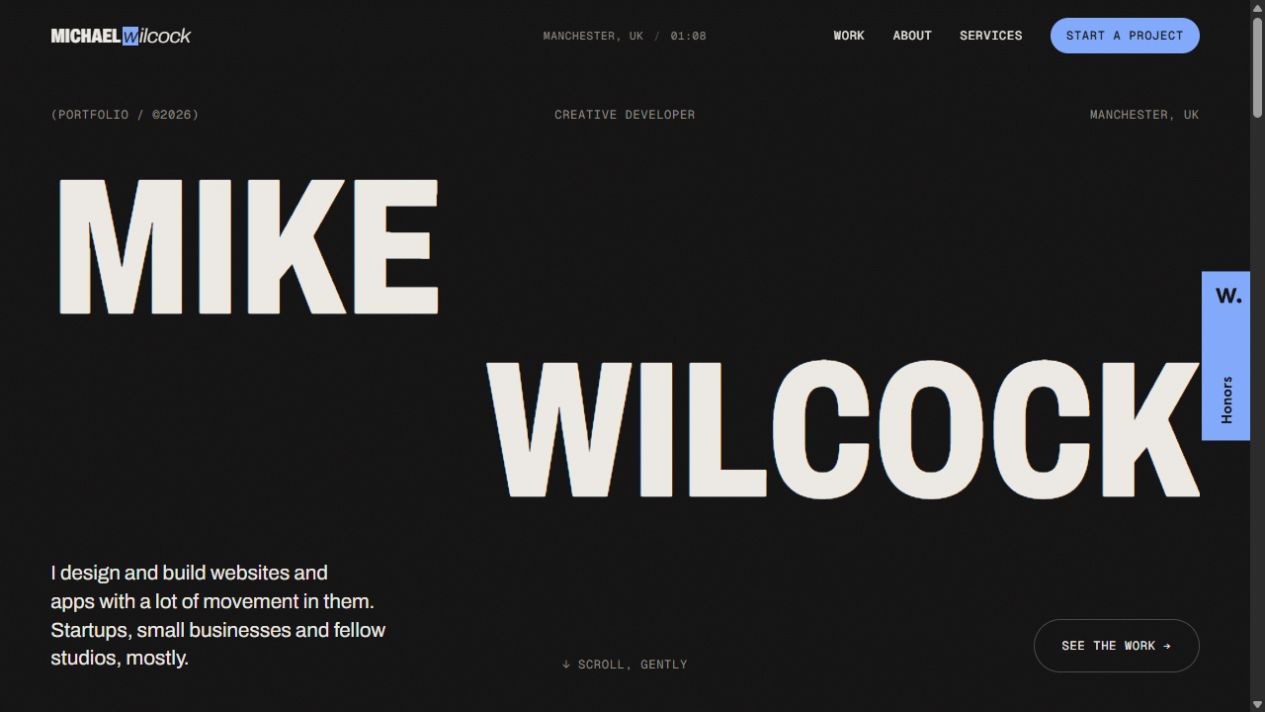 MICHAELwilcock
MANCHESTER, UK / 01:08
WORK
ABOUT
SERVICES
START A PROJECT
(PORTFOLIO / ©2026)
CREATIVE DEVELOPER
MANCHESTER, UK
MIKE
WILCOCK
W.
Honors
I design and build websites and
apps with a lot of movement in them.
Startups, small businesses and fellow
studios, mostly.
↓ SCROLL, GENTLY
SEE THE WORK →